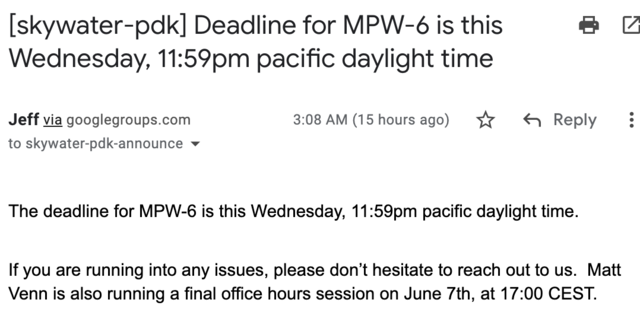 [skywater-pdk] Deadline for MPW-6 is this
Wednesday, 11:59pm pacific daylight time
Jeff via googlegroups.com 3:08 AM (15 hours ago) Reply
to skywater-pdk-announce
The deadline for MPW-6 is this Wednesday, 11:59pm pacific daylight time.
If you are running into any issues, please don’t hesitate to reach out to us.  Matt
Venn is also running a final office hours session on June 7th, at 17:00 CEST.